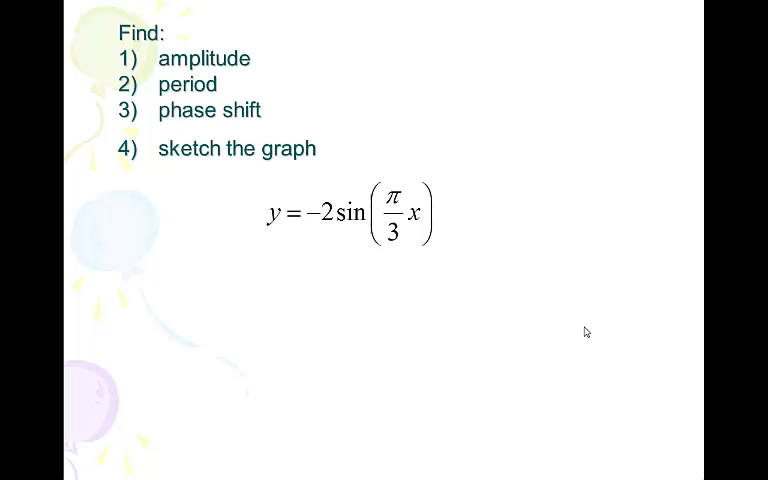 Find:
1) amplitude
2) period
3) phase shift
4) sketch the graph
y = −2 sin(π/3 x)